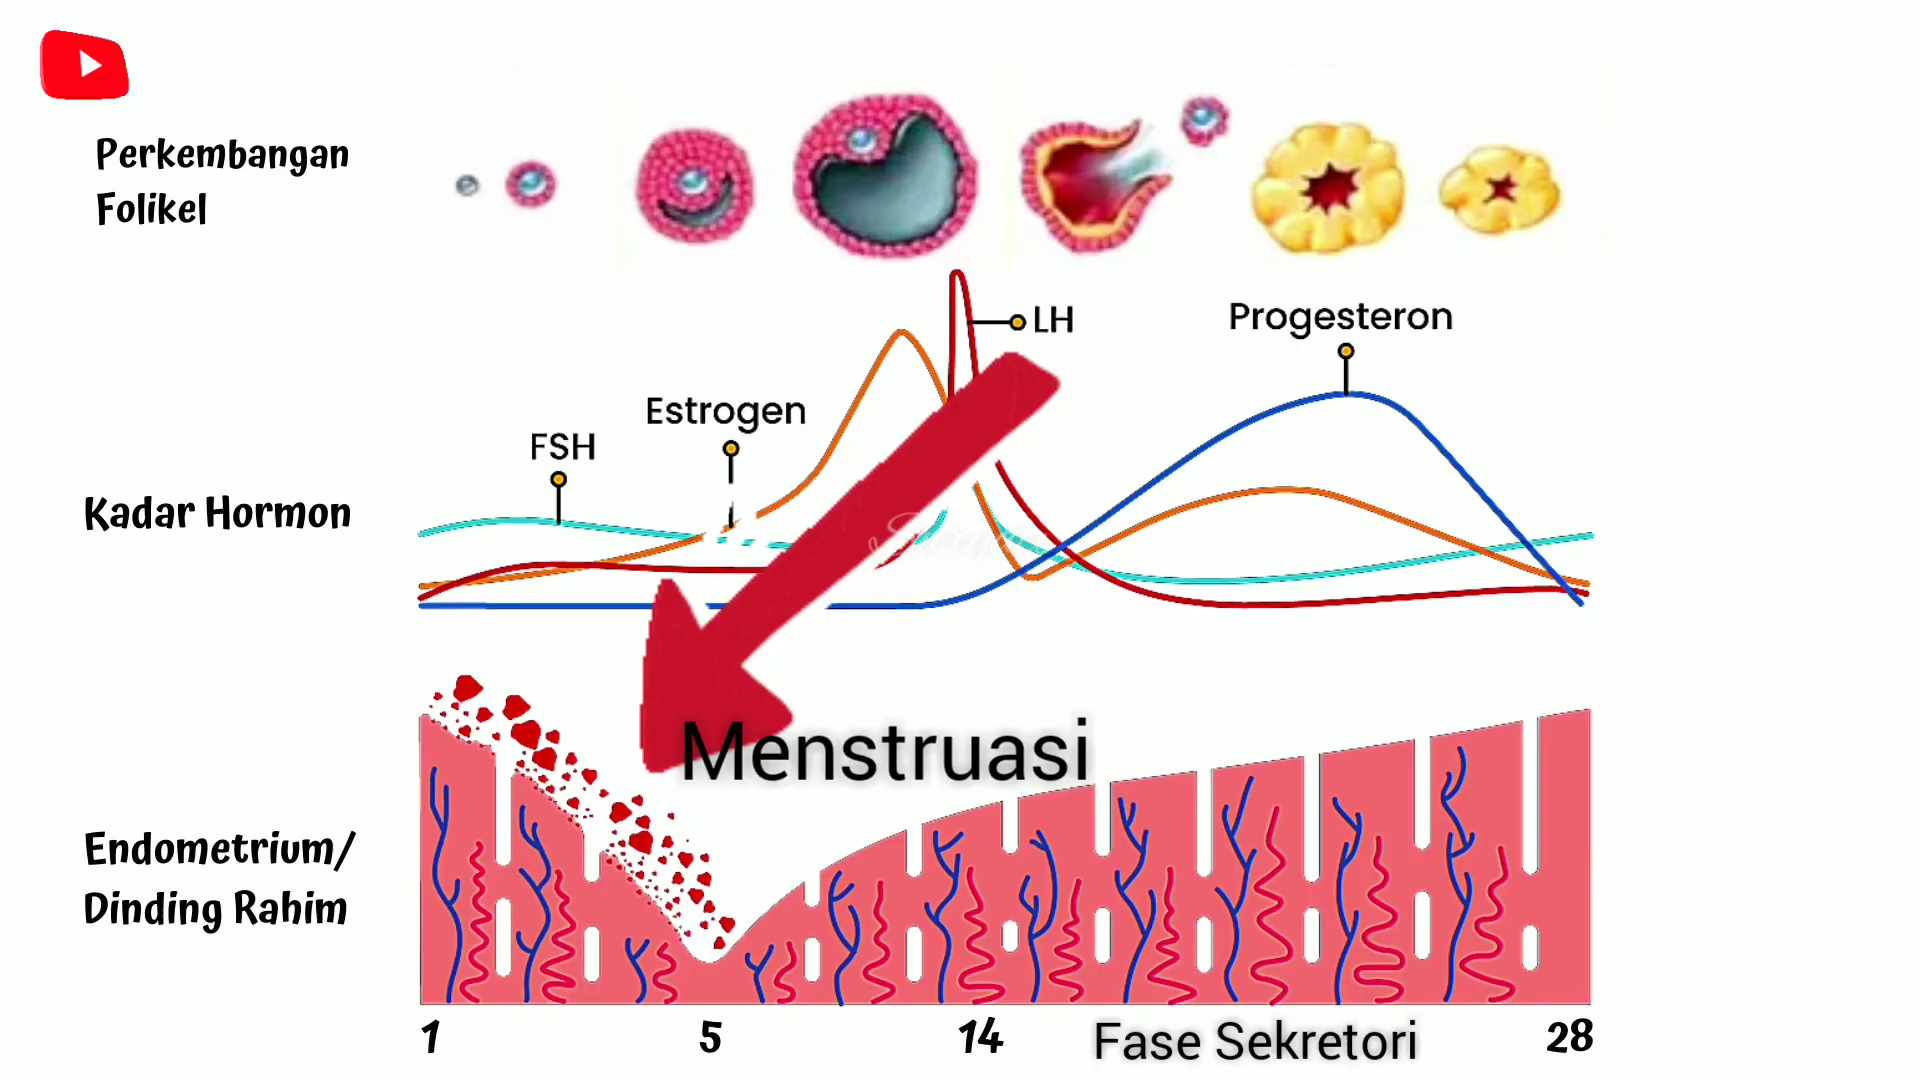 Perkembangan
Folikel
LH
Progesteron
Estrogen
FSH
Kadar Hormon
Menstruasi
Endometrium/
Dinding Rahim
1 5 14 Fase Sekretori 28